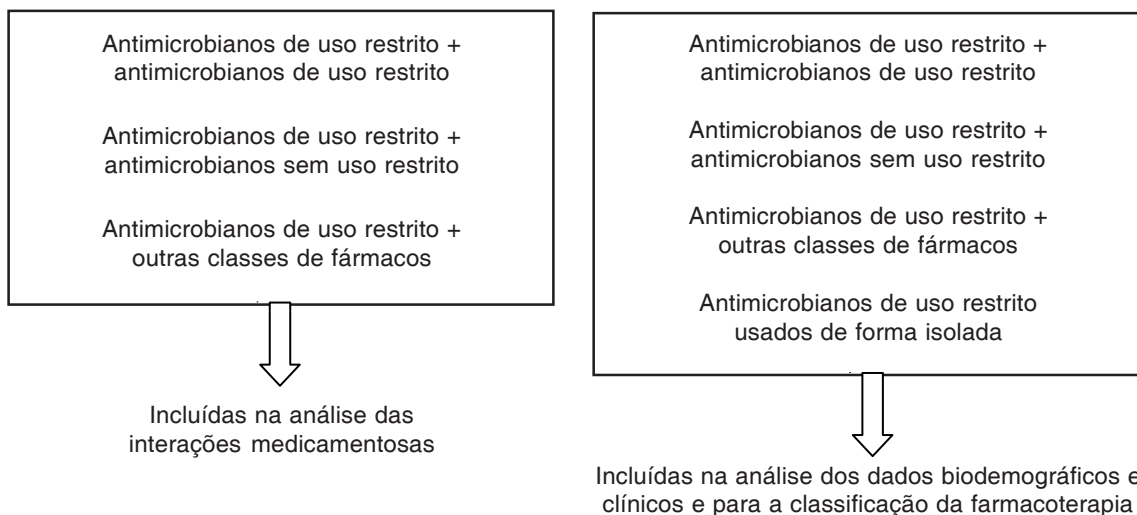 Antimicrobianos de uso restrito +
antimicrobianos de uso restrito
Antimicrobianos de uso restrito +
antimicrobianos sem uso restrito
Antimicrobianos de uso restrito +
outras classes de fármacos
Incluídas na análise das
interações medicamentosas
Antimicrobianos de uso restrito +
antimicrobianos de uso restrito
Antimicrobianos de uso restrito +
antimicrobianos sem uso restrito
Antimicrobianos de uso restrito +
outras classes de fármacos
Antimicrobianos de uso restrito
usados de forma isolada
Incluídas na análise dos dados biodemográficos e
clínicos e para a classificação da farmacoterapia